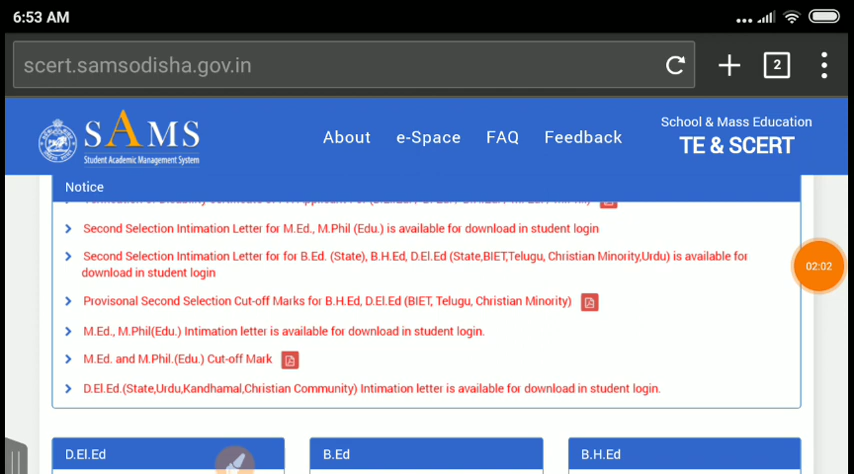 6:53 AM
scert.samsodisha.gov.in
2
SAMS
Student Academic Management System
About e-Space FAQ Feedback
School & Mass Education
TE & SCERT
Notice
Second Selection Intimation Letter for M.Ed., M.Phil (Edu.) is available for download in student login
Second Selection Intimation Letter for for B.Ed. (State), B.H.Ed, D.El.Ed (State,BIET,Telugu, Christian Minority,Urdu) is available for
download in student login
Provisonal Second Selection Cut-off Marks for B.H.Ed, D.El.Ed (BIET, Telugu, Christian Minority)
M.Ed., M.Phil(Edu.) Intimation letter is available for download in student login.
M.Ed. and M.Phil.(Edu.) Cut-off Mark
D.El.Ed.(State,Urdu,Kandhamal,Christian Community) Intimation letter is available for download in student login.
02:02
D.El.Ed B.Ed B.H.Ed